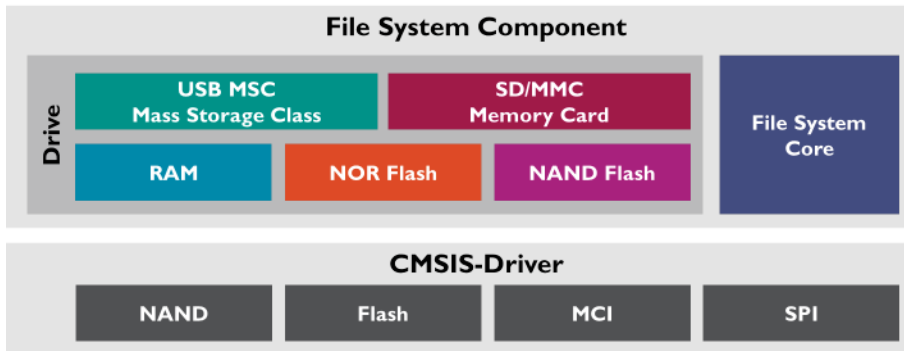 File System Component
Drive
USB MSC
Mass Storage Class
SD/MMC
Memory Card
RAM
NOR Flash
NAND Flash
File System
Core
CMSIS-Driver
NAND
Flash
MCI
SPI